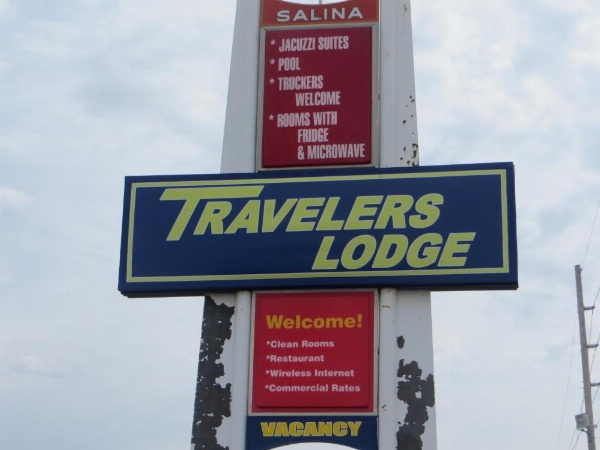 SALINA
* JACUZZI SUITES
* POOL
* TRUCKERS
WELCOME
* ROOMS WITH
FRIDGE
& MICROWAVE
TRAVELERS
LODGE
Welcome!
*Clean Rooms
*Restaurant
*Wireless Internet
*Commercial Rates
VACANCY